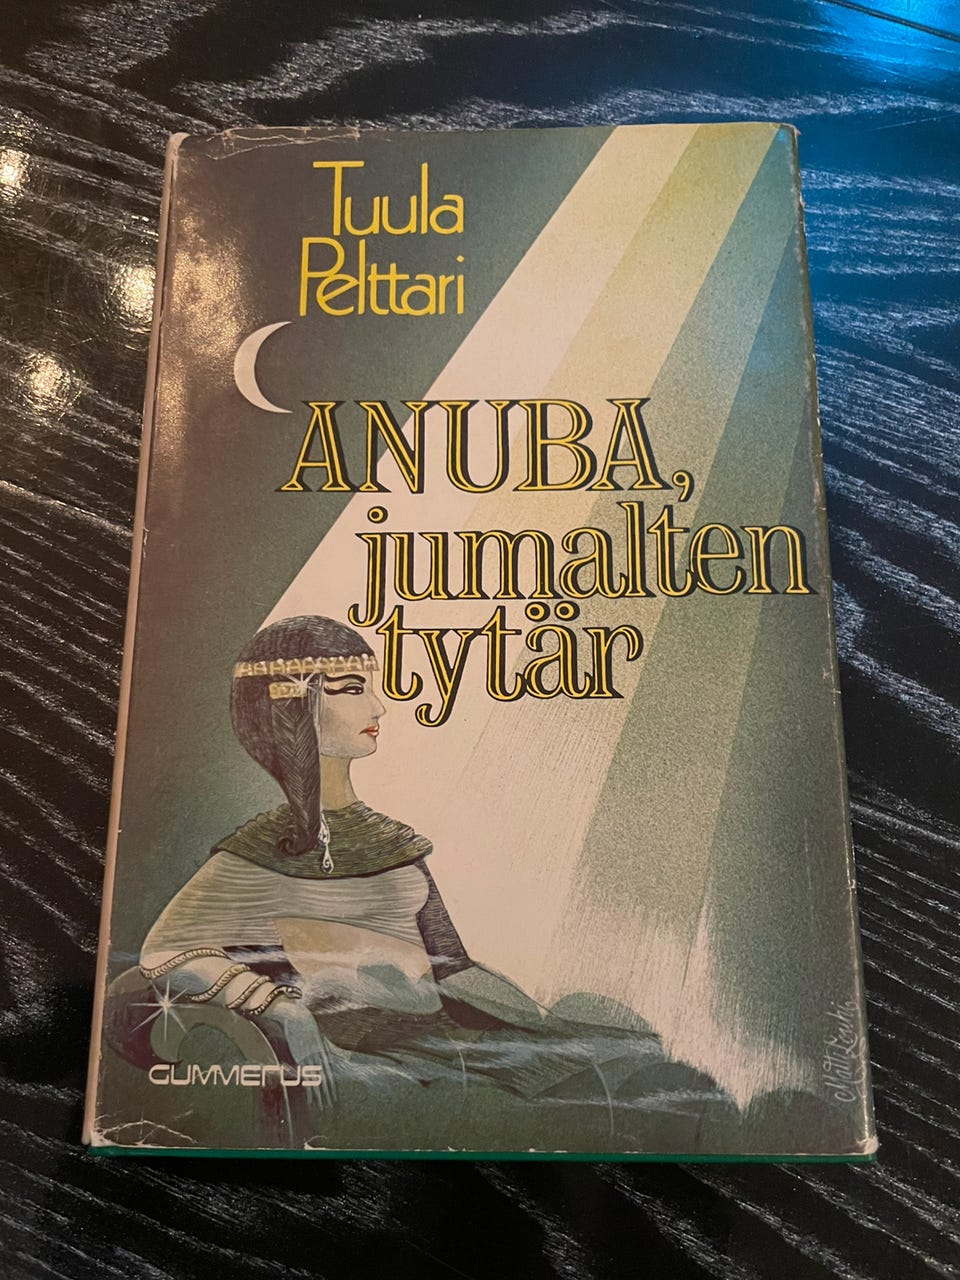 Tuula
Pelttari
ANUBA,
jumalten
tytär
GUMMERUS